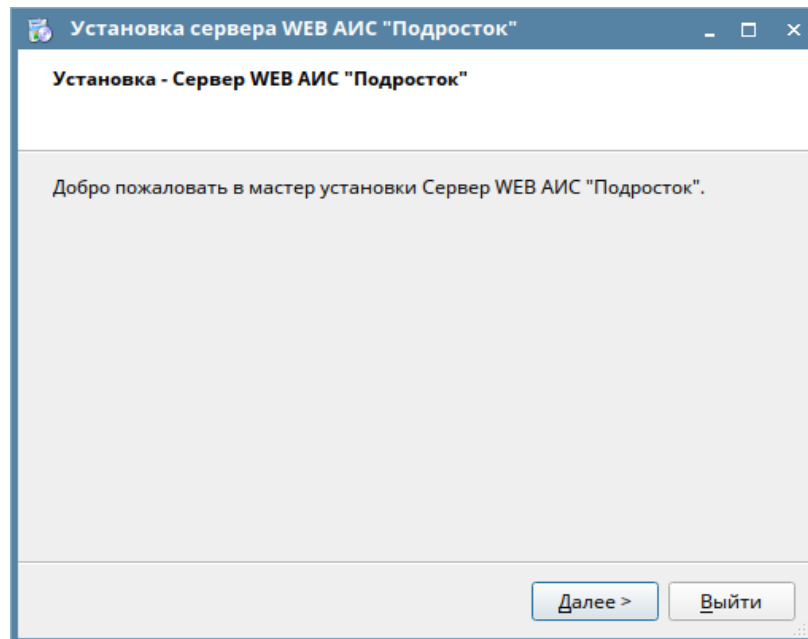 Установка сервера WEB АИС "Подросток"
Установка - Сервер WEB АИС "Подросток"
Добро пожаловать в мастер установки Сервер WEB АИС "Подросток".
Далее >
Выйти